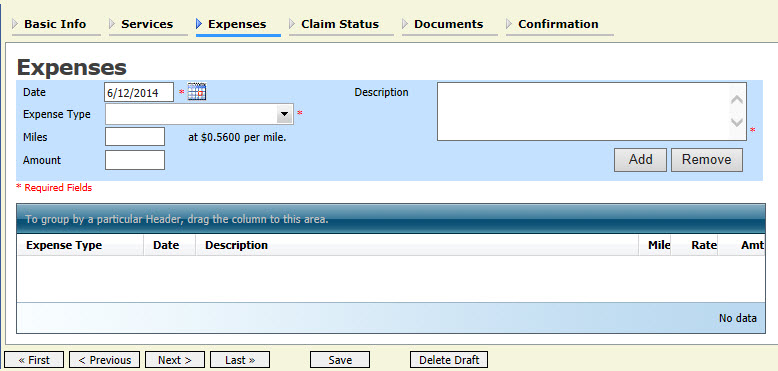 Basic Info Services Expenses Claim Status Documents Confirmation
Expenses
Date 6/12/2014 * Description
Expense Type *
Miles at $0.5600 per mile. *
Amount Add Remove
* Required Fields
To group by a particular Header, drag the column to this area.
Expense Type Date Description Mile Rate Amt
No data
« First < Previous Next > Last » Save Delete Draft